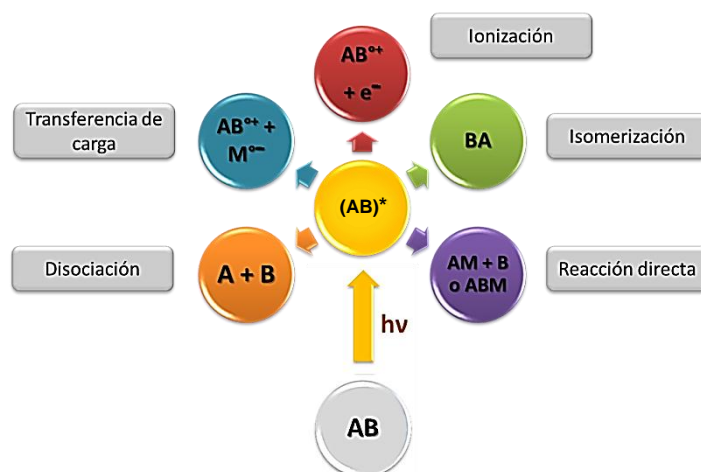 Ionización
AB°⁺
+ e⁻
Transferencia de
carga
AB°⁺ +
M°⁻
BA
Isomerización
(AB)*
Disociación
A + B
AM + B
o ABM
Reacción directa
hν
AB